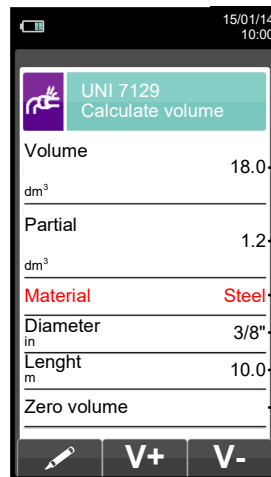 15/01/14
10:00
UNI 7129
Calculate volume
Volume
18.0
dm³
Partial
1.2
dm³
Material Steel
Diameter
in
3/8"
Lenght
m
10.0
Zero volume
V+ V-